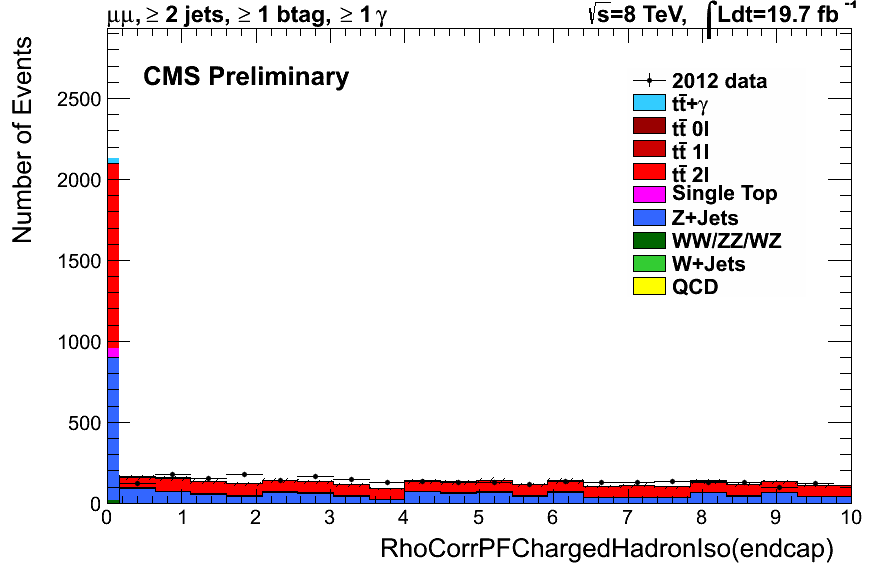 μμ, ≥ 2 jets, ≥ 1 btag, ≥ 1 γ
√s=8 TeV, ∫Ldt=19.7 fb⁻¹
CMS Preliminary
2012 data
tt̄+γ
tt̄ 0l
tt̄ 1l
tt̄ 2l
Single Top
Z+Jets
WW/ZZ/WZ
W+Jets
QCD
Number of Events
2500
2000
1500
1000
500
0
0 1 2 3 4 5 6 7 8 9 10
RhoCorrPFChargedHadronIso(endcap)